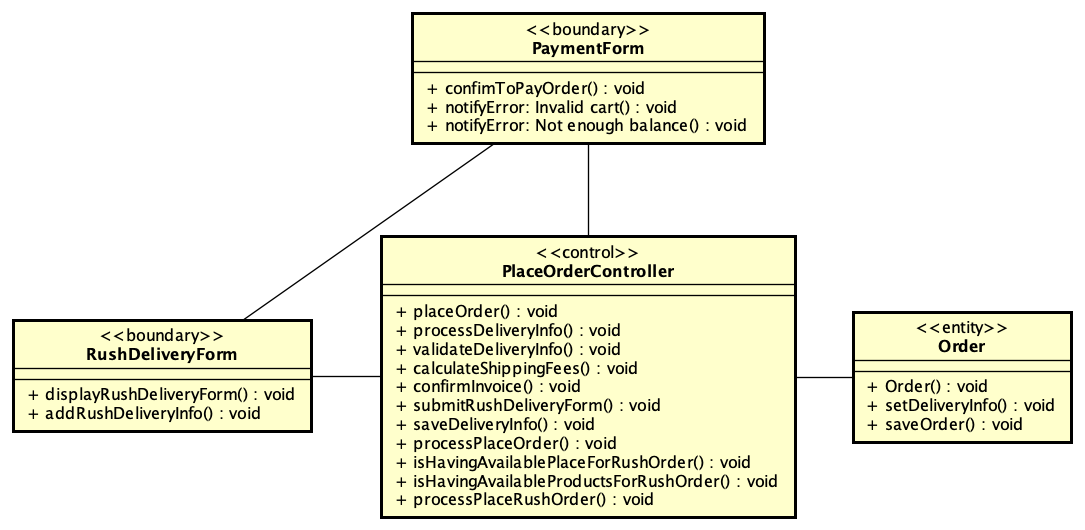 <<boundary>>
PaymentForm
+ confimToPayOrder() : void
+ notifyError: Invalid cart() : void
+ notifyError: Not enough balance() : void
<<control>>
PlaceOrderController
+ placeOrder() : void
+ processDeliveryInfo() : void
+ validateDeliveryInfo() : void
+ calculateShippingFees() : void
+ confirmInvoice() : void
+ submitRushDeliveryForm() : void
+ saveDeliveryInfo() : void
+ processPlaceOrder() : void
+ isHavingAvailablePlaceForRushOrder() : void
+ isHavingAvailableProductsForRushOrder() : void
+ processPlaceRushOrder() : void
<<boundary>>
RushDeliveryForm
+ displayRushDeliveryForm() : void
+ addRushDeliveryInfo() : void
<<entity>>
Order
+ Order() : void
+ setDeliveryInfo() : void
+ saveOrder() : void